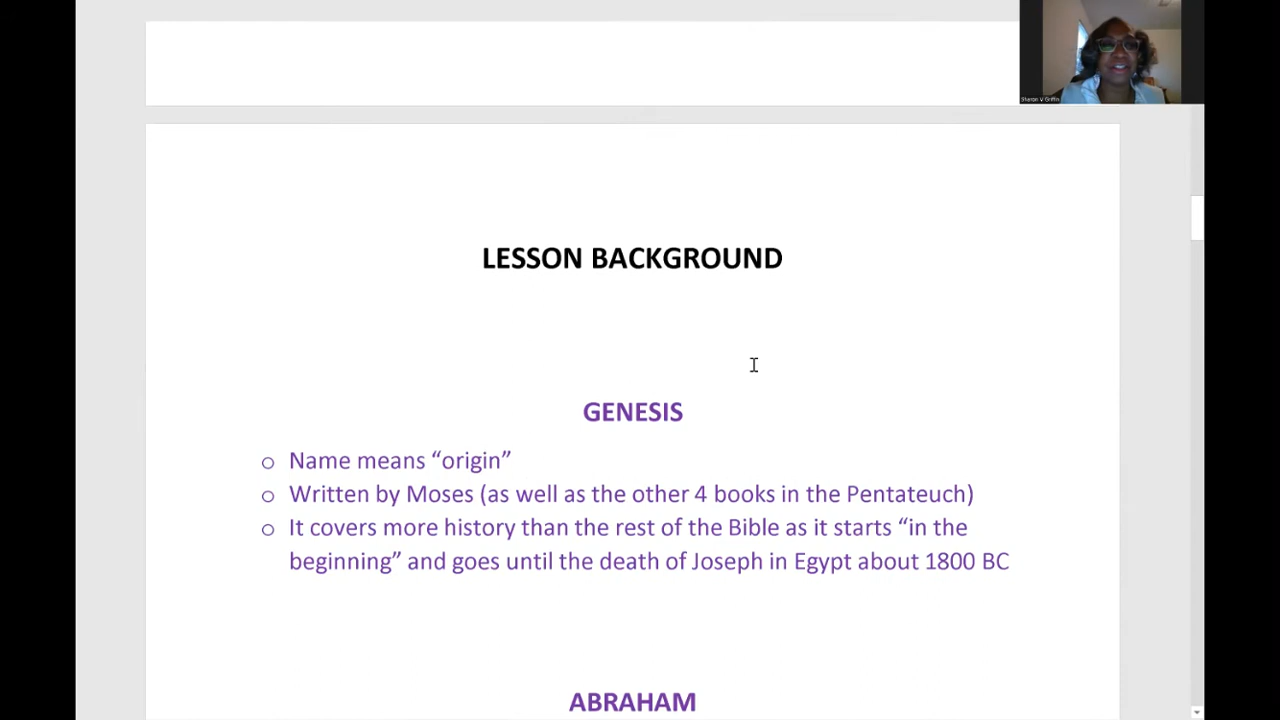 Sharon V Griffin
LESSON BACKGROUND
GENESIS
o Name means “origin”
o Written by Moses (as well as the other 4 books in the Pentateuch)
o It covers more history than the rest of the Bible as it starts “in the
beginning” and goes until the death of Joseph in Egypt about 1800 BC
ABRAHAM